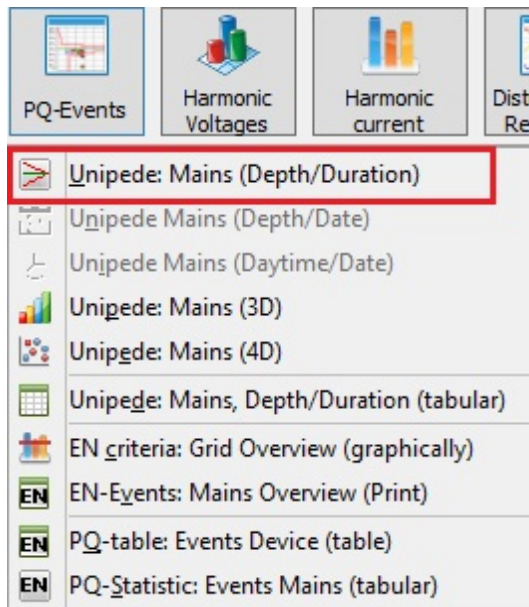 PQ-Events
Harmonic
Voltages
Harmonic
current
Unipede: Mains (Depth/Duration)
Unipede Mains (Depth/Date)
Unipede Mains (Daytime/Date)
Unipede: Mains (3D)
Unipede: Mains (4D)
Unipede: Mains, Depth/Duration (tabular)
EN criteria: Grid Overview (graphically)
EN EN-Events: Mains Overview (Print)
EN PQ-table: Events Device (table)
EN PQ-Statistic: Events Mains (tabular)